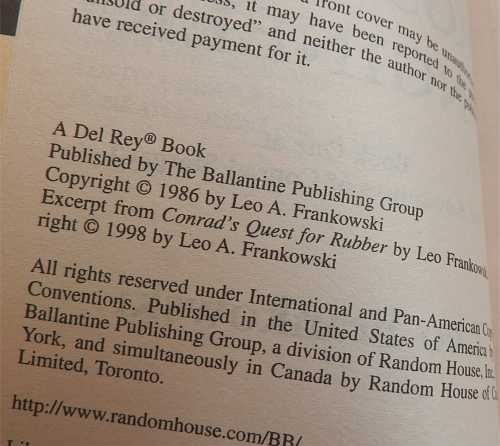 front cover may be
it may have been reported to the
unsold or destroyed" and neither the author nor the
have received payment for it.
A Del Rey® Book
Published by The Ballantine Publishing Group
Copyright © 1986 by Leo A. Frankowski
Excerpt from Conrad's Quest for Rubber by Leo Frankowski
right © 1998 by Leo A. Frankowski
All rights reserved under International and Pan-American
Conventions. Published in the United States of America
Ballantine Publishing Group, a division of Random House, Inc.
York, and simultaneously in Canada by Random House of
Limited, Toronto.
http://www.randomhouse.com/BB/